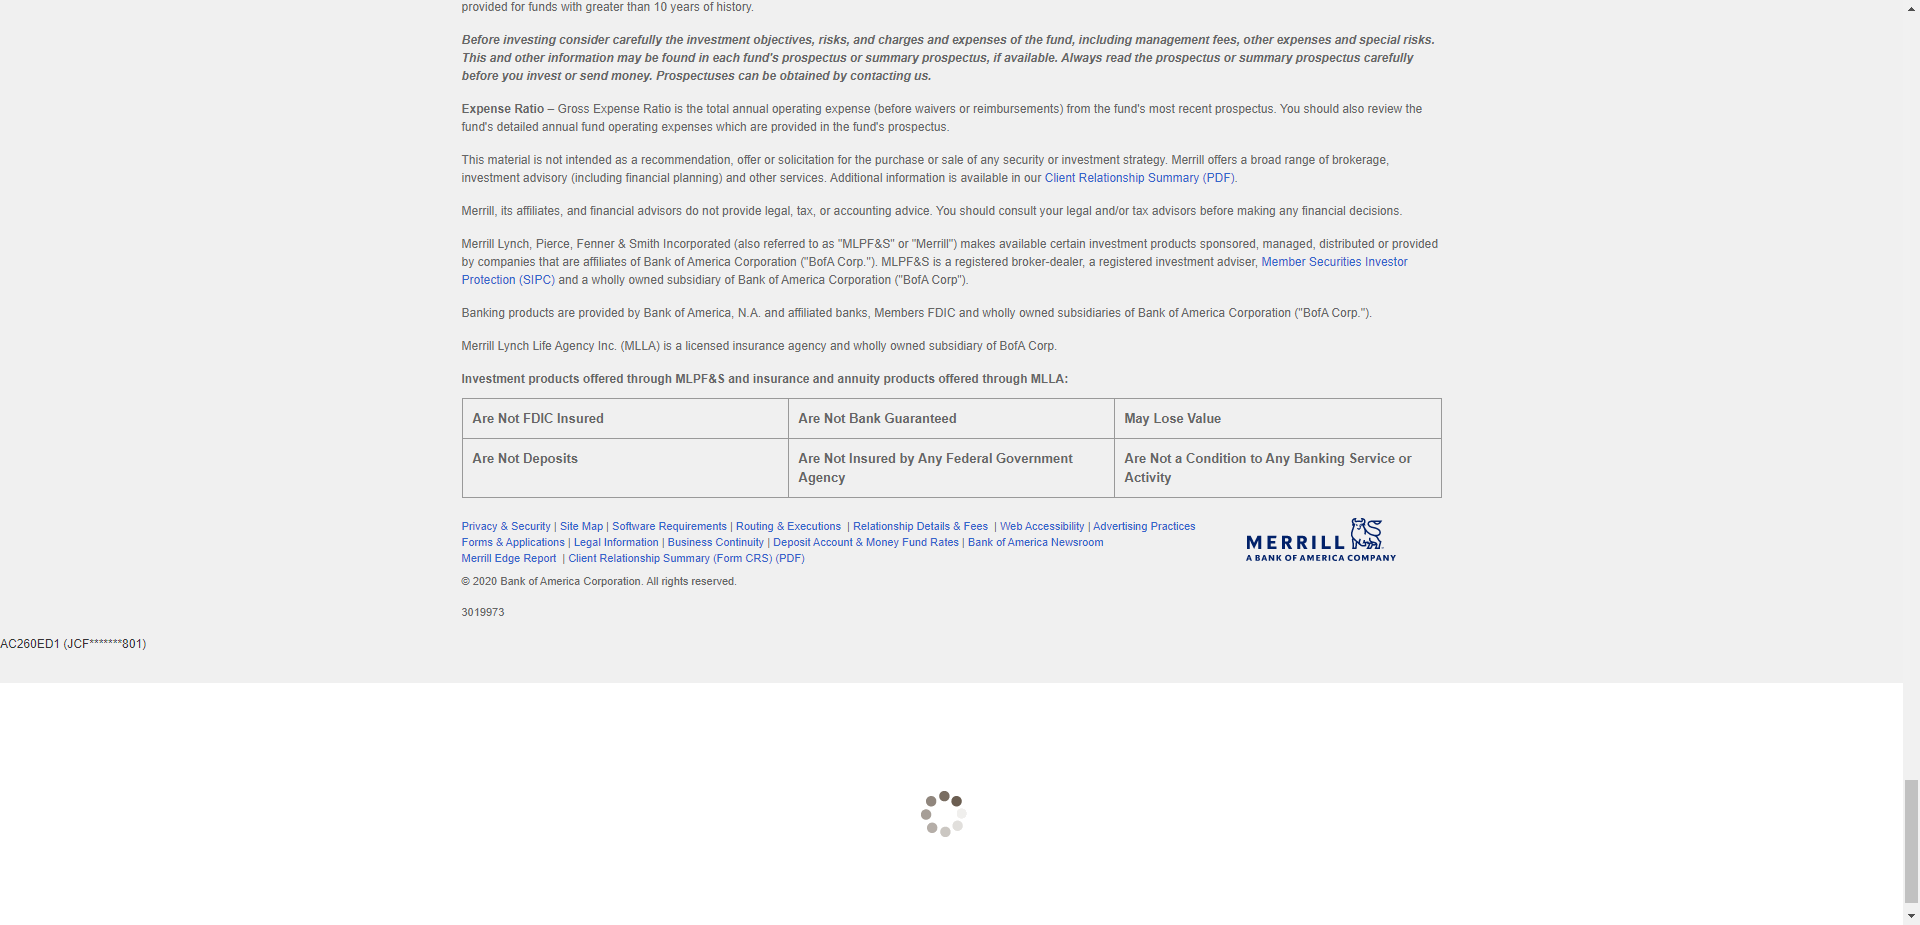 provided for funds with greater than 10 years of history.
Before investing consider carefully the investment objectives, risks, and charges and expenses of the fund, including management fees, other expenses and special risks.
This and other information may be found in each fund's prospectus or summary prospectus, if available. Always read the prospectus or summary prospectus carefully
before you invest or send money. Prospectuses can be obtained by contacting us.
Expense Ratio – Gross Expense Ratio is the total annual operating expense (before waivers or reimbursements) from the fund's most recent prospectus. You should also review the
fund's detailed annual fund operating expenses which are provided in the fund's prospectus.
This material is not intended as a recommendation, offer or solicitation for the purchase or sale of any security or investment strategy. Merrill offers a broad range of brokerage,
investment advisory (including financial planning) and other services. Additional information is available in our Client Relationship Summary (PDF).
Merrill, its affiliates, and financial advisors do not provide legal, tax, or accounting advice. You should consult your legal and/or tax advisors before making any financial decisions.
Merrill Lynch, Pierce, Fenner & Smith Incorporated (also referred to as "MLPF&S" or "Merrill") makes available certain investment products sponsored, managed, distributed or provided
by companies that are affiliates of Bank of America Corporation ("BofA Corp."). MLPF&S is a registered broker-dealer, a registered investment adviser, Member Securities Investor
Protection (SIPC) and a wholly owned subsidiary of Bank of America Corporation ("BofA Corp").
Banking products are provided by Bank of America, N.A. and affiliated banks, Members FDIC and wholly owned subsidiaries of Bank of America Corporation ("BofA Corp.").
Merrill Lynch Life Agency Inc. (MLLA) is a licensed insurance agency and wholly owned subsidiary of BofA Corp.
Investment products offered through MLPF&S and insurance and annuity products offered through MLLA:
Are Not FDIC Insured
Are Not Bank Guaranteed
May Lose Value
Are Not Deposits
Are Not Insured by Any Federal Government
Agency
Are Not a Condition to Any Banking Service or
Activity
Privacy & Security | Site Map | Software Requirements | Routing & Executions | Relationship Details & Fees | Web Accessibility | Advertising Practices
Forms & Applications | Legal Information | Business Continuity | Deposit Account & Money Fund Rates | Bank of America Newsroom
Merrill Edge Report | Client Relationship Summary (Form CRS) (PDF)
MERRILL
A BANK OF AMERICA COMPANY
© 2020 Bank of America Corporation. All rights reserved.
3019973
AC260ED1 (JCF*******801)